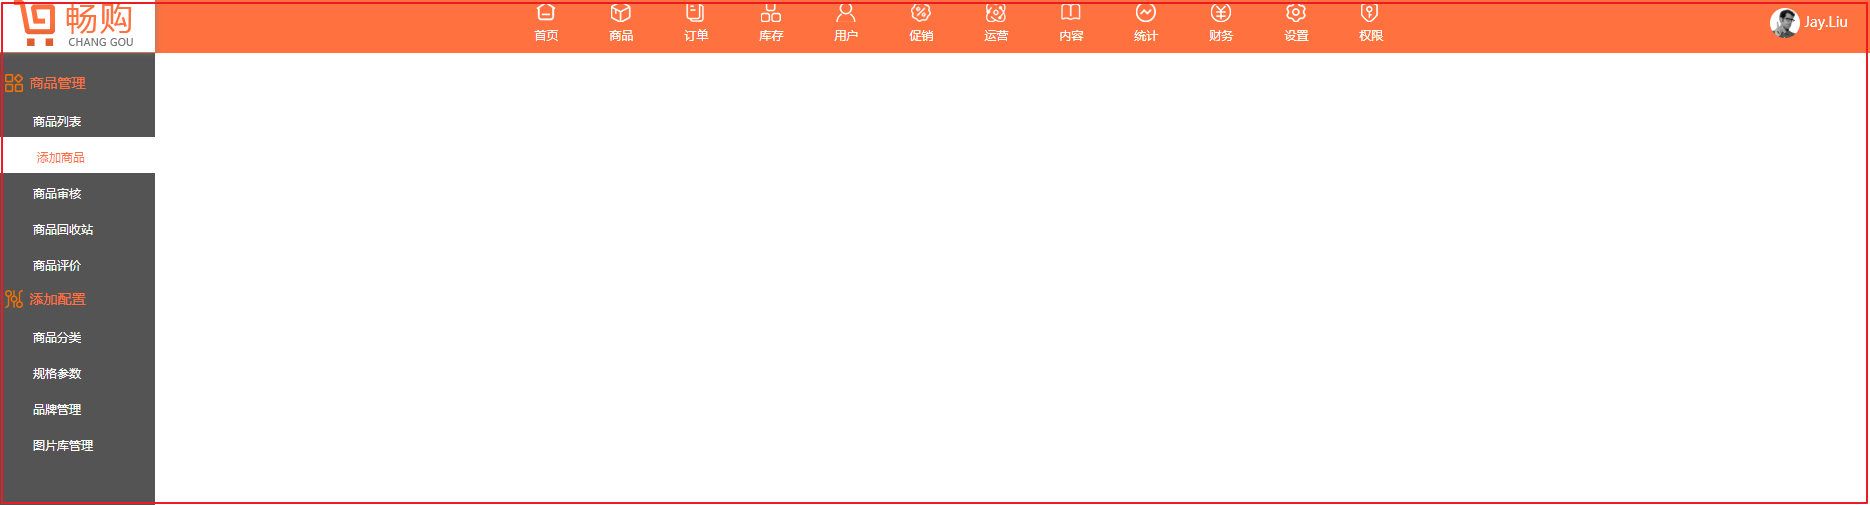 畅购
CHANG GOU
首页
商品
订单
库存
用户
促销
运营
内容
统计
财务
设置
权限
Jay.Liu
商品管理
商品列表
添加商品
商品审核
商品回收站
商品评价
添加配置
商品分类
规格参数
品牌管理
图片库管理